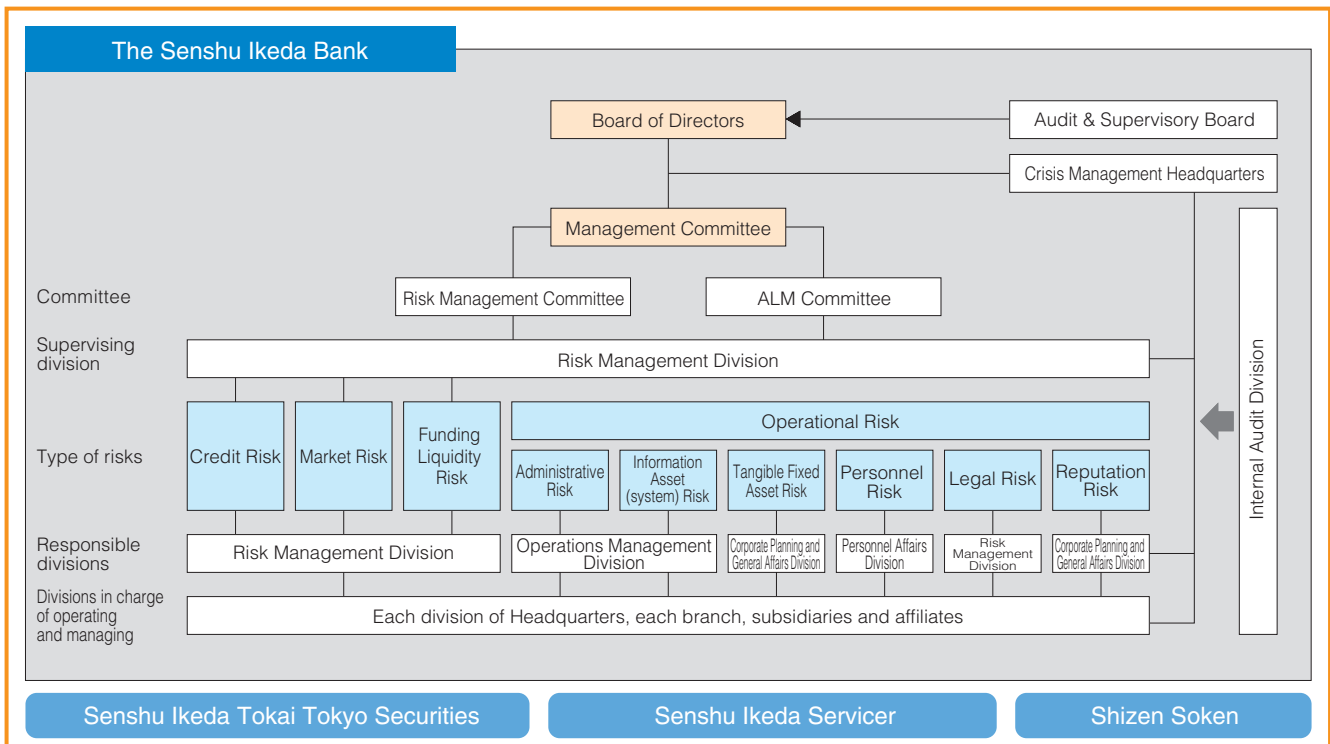 The Senshu Ikeda Bank
Board of Directors
Audit & Supervisory Board
Crisis Management Headquarters
Management Committee
Committee
Risk Management Committee
ALM Committee
Supervising
division
Risk Management Division
Type of risks
Credit Risk
Market Risk
Funding
Liquidity
Risk
Operational Risk
Administrative
Risk
Information
Asset
(system) Risk
Tangible Fixed
Asset Risk
Personnel
Risk
Legal Risk
Reputation
Risk
Responsible
divisions
Risk Management Division
Operations Management
Division
Corporate Planning and
General Affairs Division
Personnel Affairs
Division
Risk
Management
Division
Corporate Planning and
General Affairs Division
Divisions in charge
of operating
and managing
Each division of Headquarters, each branch, subsidiaries and affiliates
Internal Audit Division
Senshu Ikeda Tokai Tokyo Securities
Senshu Ikeda Servicer
Shizen Soken